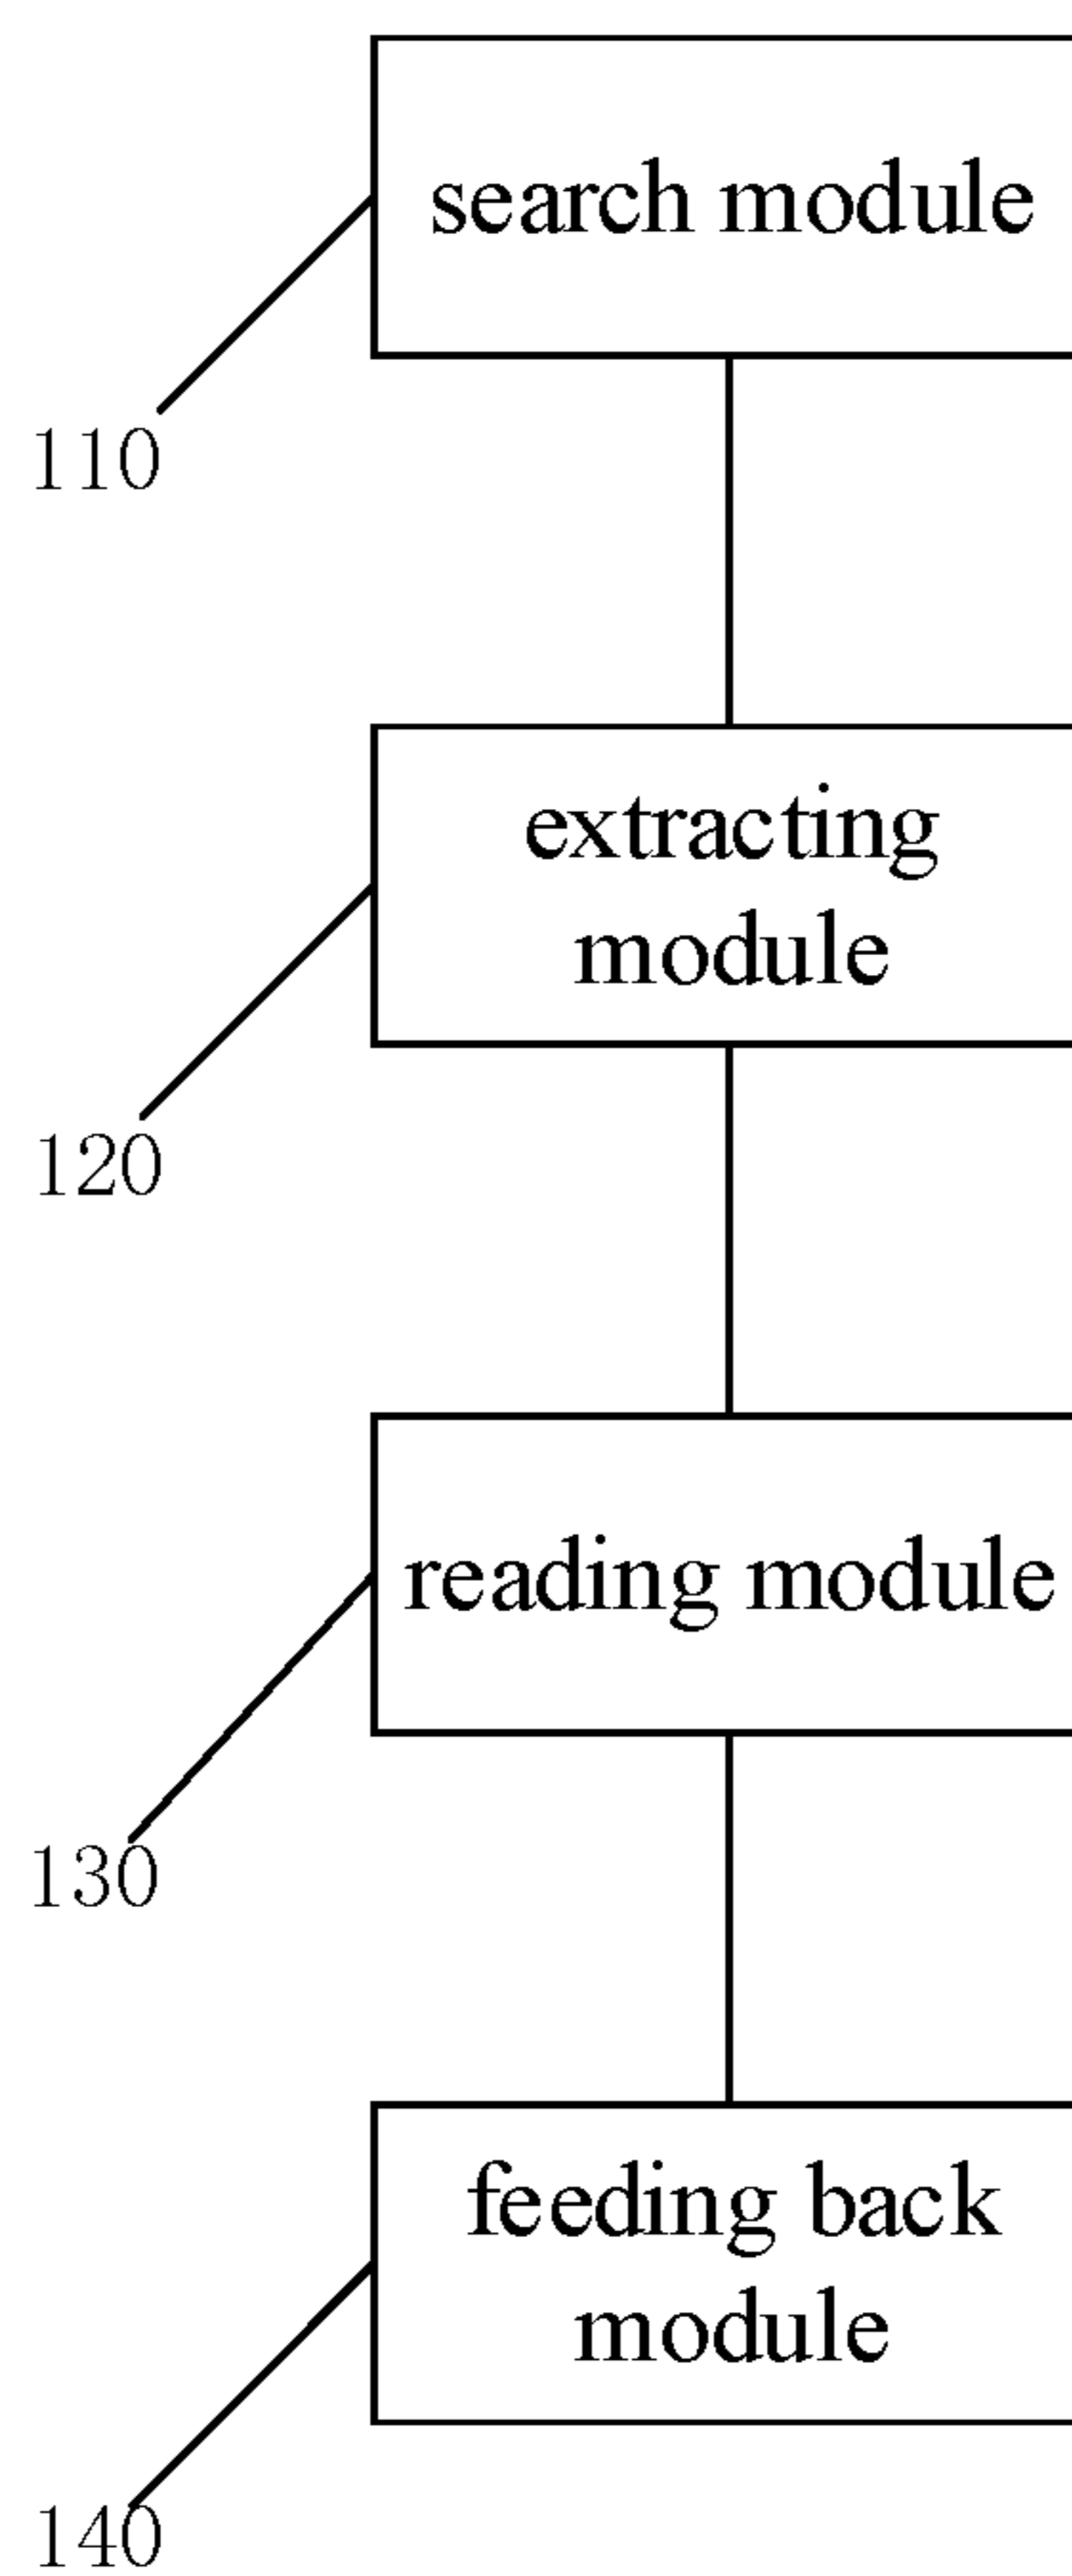 search module
110
extracting
module
120
reading module
130
feeding back
module
140